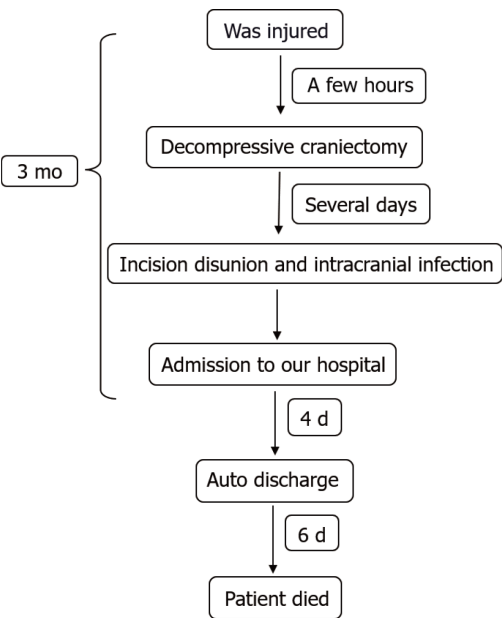 Was injured
A few hours
Decompressive craniectomy
3 mo
Several days
Incision disunion and intracranial infection
Admission to our hospital
4 d
Auto discharge
6 d
Patient died